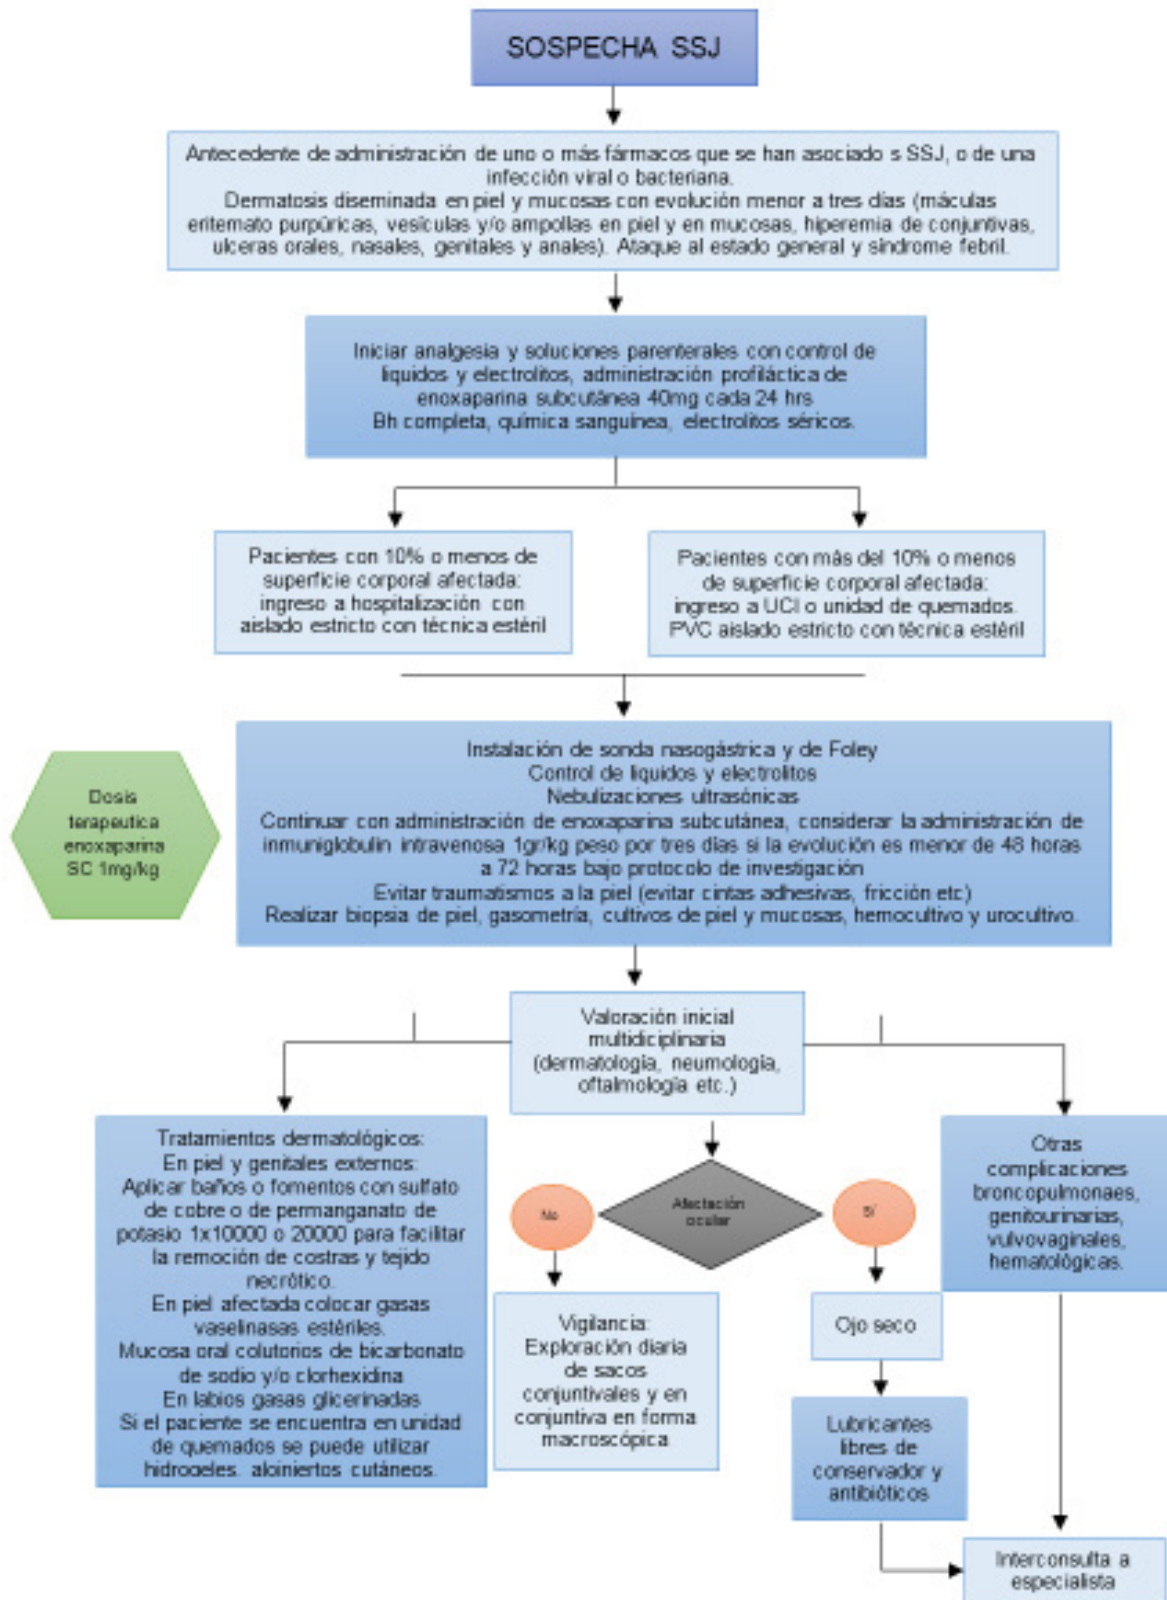 SOSPECHA SSJ
Antecedente de administración de uno o más fármacos que se han asociado s SSJ, o de una
infección viral o bacteriana.
Dermatosis diseminada en piel y mucosas con evolución menor a tres días (máculas
eritemato purpúricas, vesículas y/o ampollas en piel y en mucosas, hiperemia de conjuntivas,
ulceras orales, nasales, genitales y anales). Ataque al estado general y síndrome febril.
Iniciar analgesia y soluciones parenterales con control de
liquidos y electrolitos, administración profiláctica de
enoxaparina subcutánea 40mg cada 24 hrs
Bh completa, química sanguínea, electrolitos séricos.
Pacientes con 10% o menos de
superficie corporal afectada:
ingreso a hospitalización con
aislado estricto con técnica estéril
Pacientes con más del 10% o menos
de superficie corporal afectada:
ingreso a UCI o unidad de quemados.
PVC aislado estricto con técnica estéril
Dosis
terapeutica
enoxaparina
SC 1mg/kg
Instalación de sonda nasogástrica y de Foley
Control de liquidos y electrolitos
Nebulizaciones ultrasónicas
Continuar con administración de enoxaparina subcutánea, considerar la administración de
inmuniglobulin intravenosa 1gr/kg peso por tres días si la evolución es menor de 48 horas
a 72 horas bajo protocolo de investigación
Evitar traumatismos a la piel (evitar cintas adhesivas, fricción etc)
Realizar biopsia de piel, gasometría, cultivos de piel y mucosas, hemocultivo y urocultivo.
Valoración inicial
multidiciplinaria
(dermatología, neumología,
oftalmología etc.)
Tratamientos dermatológicos:
En piel y genitales externos:
Aplicar baños o fomentos con sulfato
de cobre o de permanganato de
potasio 1x10000 o 20000 para facilitar
la remoción de costras y tejido
necrótico.
En piel afectada colocar gasas
vaselinasas estériles.
Mucosa oral colutorios de bicarbonato
de sodio y/o clorhexidina
En labios gasas glicerinadas
Sí el paciente se encuentra en unidad
de quemados se puede utilizar
hidrogeles. aloiniertos cutáneos.
No
Afectación
ocular
Sí
Vigilancia:
Exploración diaria
de sacos
conjuntivales y en
conjuntiva en forma
macroscópica
Ojo seco
Lubricantes
libres de
conservador y
antibióticos
Otras
complicaciones
broncopulmonaes,
genitourinarias,
vulvovaginales,
hematológicas.
Interconsulta a
especialista